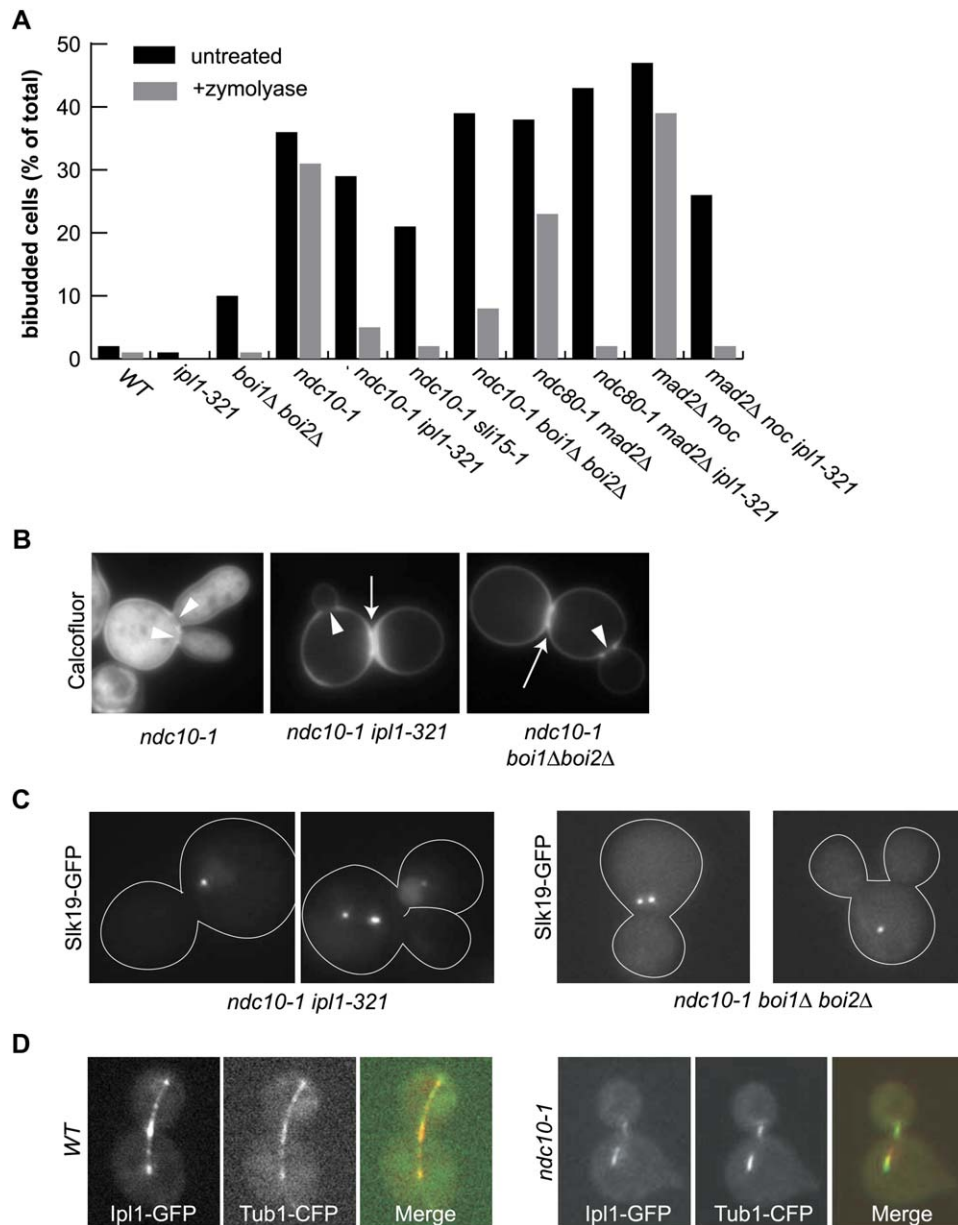 A
bibudded cells (% of total)
50
40
30
20
10
0
untreated
+zymolyase
WT
ipl1-321
boi1Δ boi2Δ
ndc10-1
ndc10-1 ipl1-321
ndc10-1 sli15-1
ndc10-1 boi1Δ boi2Δ
ndc80-1 mad2Δ
ndc80-1 mad2Δ ipl1-321
mad2Δ noc
mad2Δ noc ipl1-321
B
Calcofluor
ndc10-1
ndc10-1 ipl1-321
ndc10-1
boi1Δboi2Δ
C
Slk19-GFP
ndc10-1 ipl1-321
Slk19-GFP
ndc10-1 boi1Δ boi2Δ
D
WT
Ipl1-GFP
Tub1-CFP
Merge
ndc10-1
Ipl1-GFP
Tub1-CFP
Merge